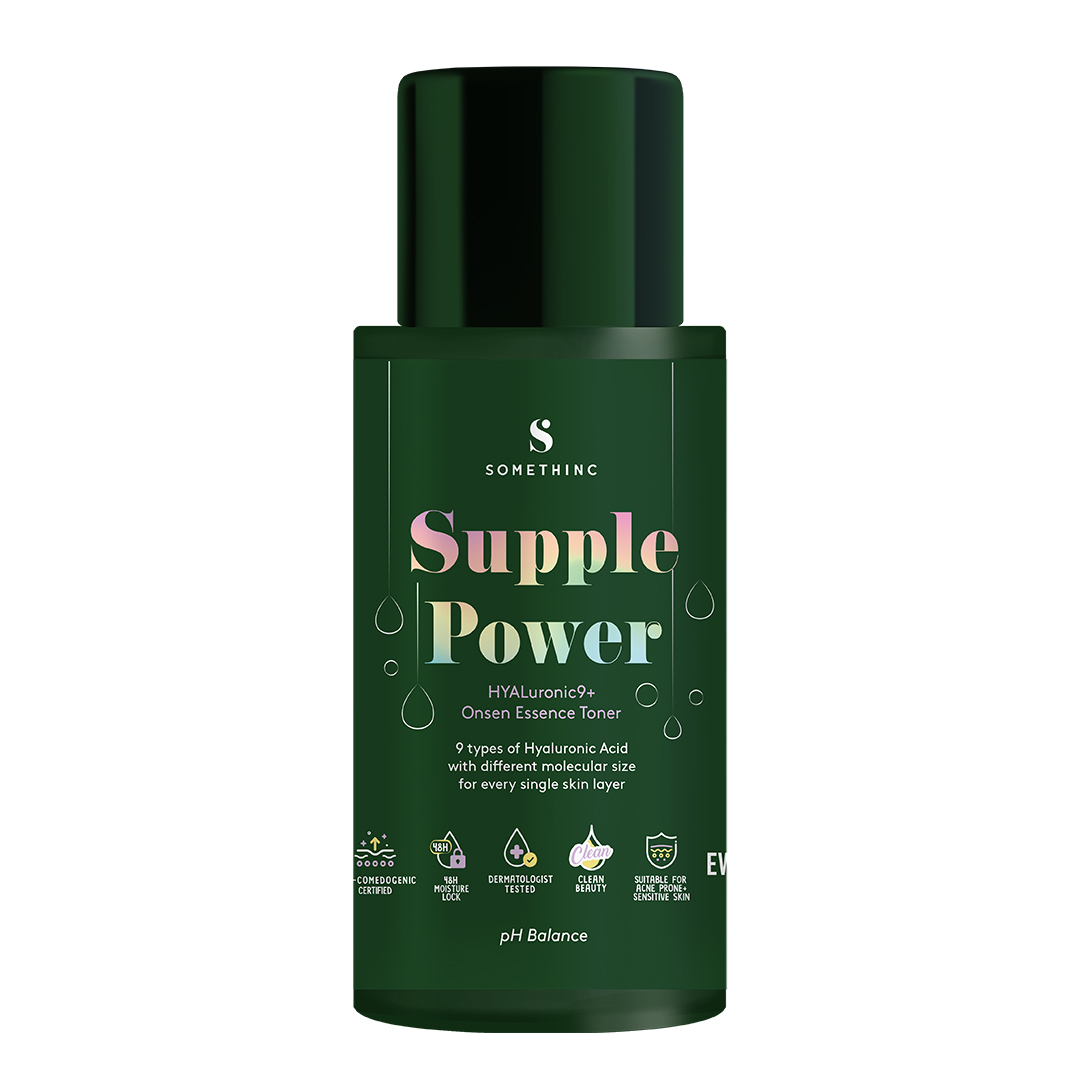 S
SOMETHINC
Supple
Power
HYALuronic9+
Onsen Essence Toner
9 types of Hyaluronic Acid
with different molecular size
for every single skin layer
-COMEDOGENIC
CERTIFIED
48H
48H
MOISTURE
LOCK
DERMATOLOGIST
TESTED
Clean
CLEAN
BEAUTY
SUITABLE FOR
ACNE PRONE+
SENSITIVE SKIN
pH Balance